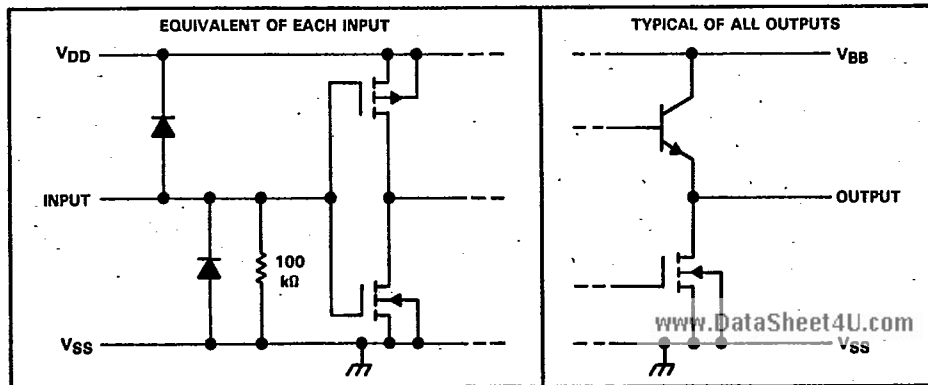 EQUIVALENT OF EACH INPUT
VDD
INPUT
100
kΩ
VSS
TYPICAL OF ALL OUTPUTS
VBB
OUTPUT
www.DataSheet4U.com
VSS